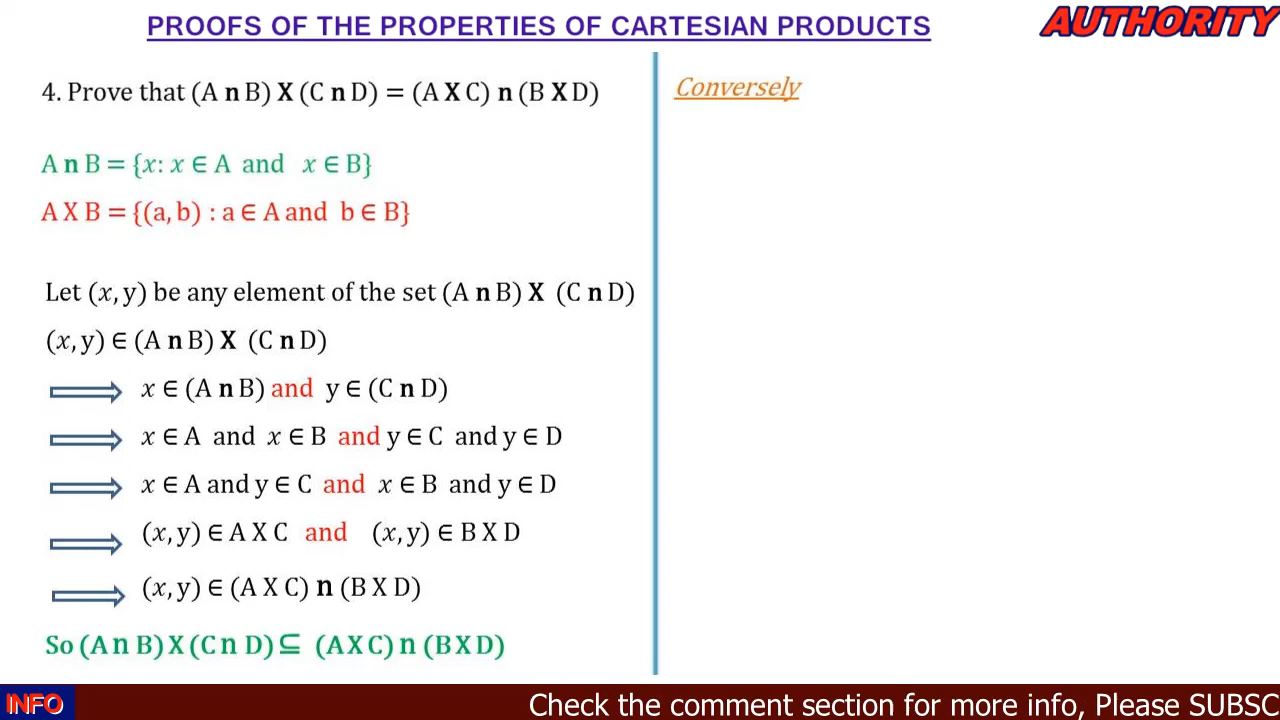 PROOFS OF THE PROPERTIES OF CARTESIAN PRODUCTS
AUTHORITY
4. Prove that (A n B) X (C n D) = (A X C) n (B X D)
A n B = {x: x ∈ A and x ∈ B}
A X B = {(a, b) : a ∈ A and b ∈ B}
Let (x, y) be any element of the set (A n B) X (C n D)
(x, y) ∈ (A n B) X (C n D)
x ∈ (A n B) and y ∈ (C n D)
x ∈ A and x ∈ B and y ∈ C and y ∈ D
x ∈ A and y ∈ C and x ∈ B and y ∈ D
(x, y) ∈ A X C and (x, y) ∈ B X D
(x, y) ∈ (A X C) n (B X D)
So (A n B) X (C n D) ⊆ (A X C) n (B X D)
Conversely
INFO
Check the comment section for more info, Please SUBSC